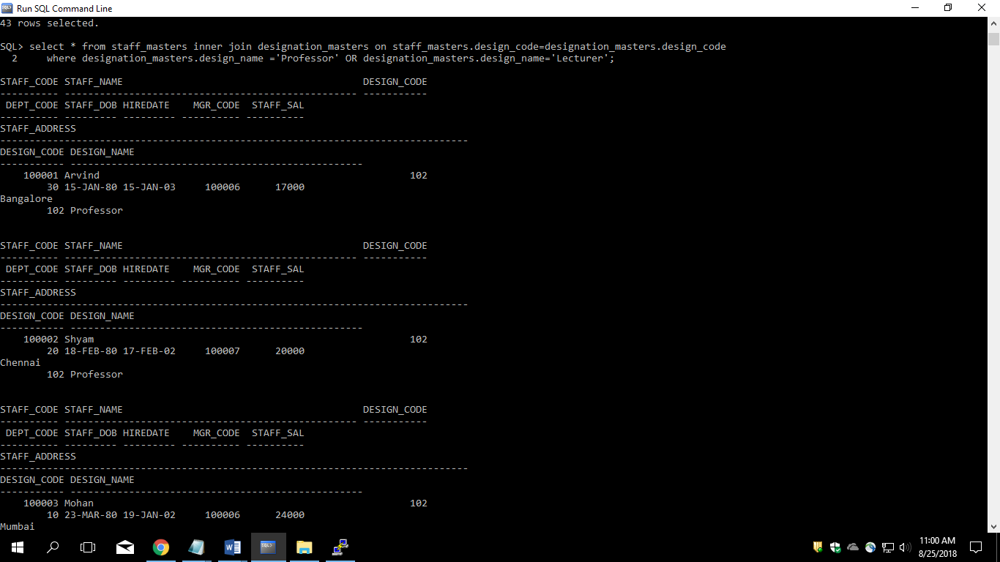 Run SQL Command Line
43 rows selected.
SQL> select * from staff_masters inner join designation_masters on staff_masters.design_code=designation_masters.design_code
  2     where designation_masters.design_name ='Professor' OR designation_masters.design_name='Lecturer';
STAFF_CODE STAFF_NAME                                         DESIGN_CODE
---------- -------------------------------------------------- -----------
 DEPT_CODE STAFF_DOB HIREDATE    MGR_CODE  STAFF_SAL
---------- --------- --------- ---------- ----------
STAFF_ADDRESS
--------------------------------------------------------------------------------
DESIGN_CODE DESIGN_NAME
----------- --------------------------------------------------
    100001 Arvind                                                     102
        30 15-JAN-80 15-JAN-03     100006      17000
Bangalore
        102 Professor
STAFF_CODE STAFF_NAME                                         DESIGN_CODE
---------- -------------------------------------------------- -----------
 DEPT_CODE STAFF_DOB HIREDATE    MGR_CODE  STAFF_SAL
---------- --------- --------- ---------- ----------
STAFF_ADDRESS
--------------------------------------------------------------------------------
DESIGN_CODE DESIGN_NAME
----------- --------------------------------------------------
    100002 Shyam                                                      102
        20 18-FEB-80 17-FEB-02     100007      20000
Chennai
        102 Professor
STAFF_CODE STAFF_NAME                                         DESIGN_CODE
---------- -------------------------------------------------- -----------
 DEPT_CODE STAFF_DOB HIREDATE    MGR_CODE  STAFF_SAL
---------- --------- --------- ---------- ----------
STAFF_ADDRESS
--------------------------------------------------------------------------------
DESIGN_CODE DESIGN_NAME
----------- --------------------------------------------------
    100003 Mohan                                                      102
        10 23-MAR-80 19-JAN-02     100006      24000
Mumbai
SQL>
11:00 AM
8/25/2018